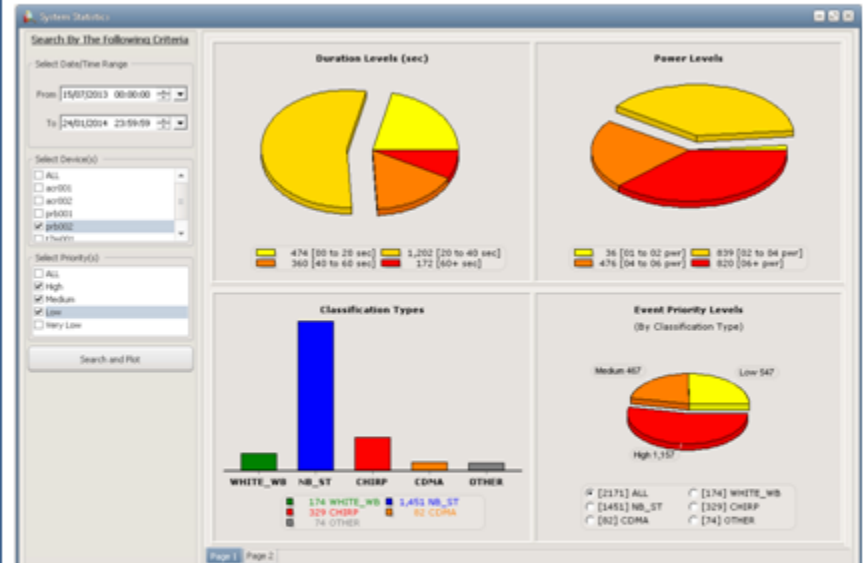 System Statistics
Search By The Following Criteria
Select Date/Time Range
From 15/07/2013 00:00:00
To 24/01/2014 23:59:59
Select Device(s)
ALL
acr001
acr002
prb001
prb002
Select Priority(s)
ALL
High
Medium
Low
Very Low
Search and Plot
Duration Levels (sec)
474 [00 to 20 sec] 1,202 [20 to 40 sec]
360 [40 to 60 sec] 172 [60+ sec]
Power Levels
36 [01 to 02 pwr] 839 [02 to 04 pwr]
476 [04 to 06 pwr] 820 [06+ pwr]
Classification Types
WHITE_WB NB_ST CHIRP CDMA OTHER
174 WHITE_WB 1,451 NB_ST
329 CHIRP 82 CDMA
74 OTHER
Event Priority Levels
(By Classification Type)
Medium 467 Low 547
High 1,157
[2171] ALL [174] WHITE_WB
[1451] NB_ST [329] CHIRP
[82] CDMA [74] OTHER
Page 1 Page 2